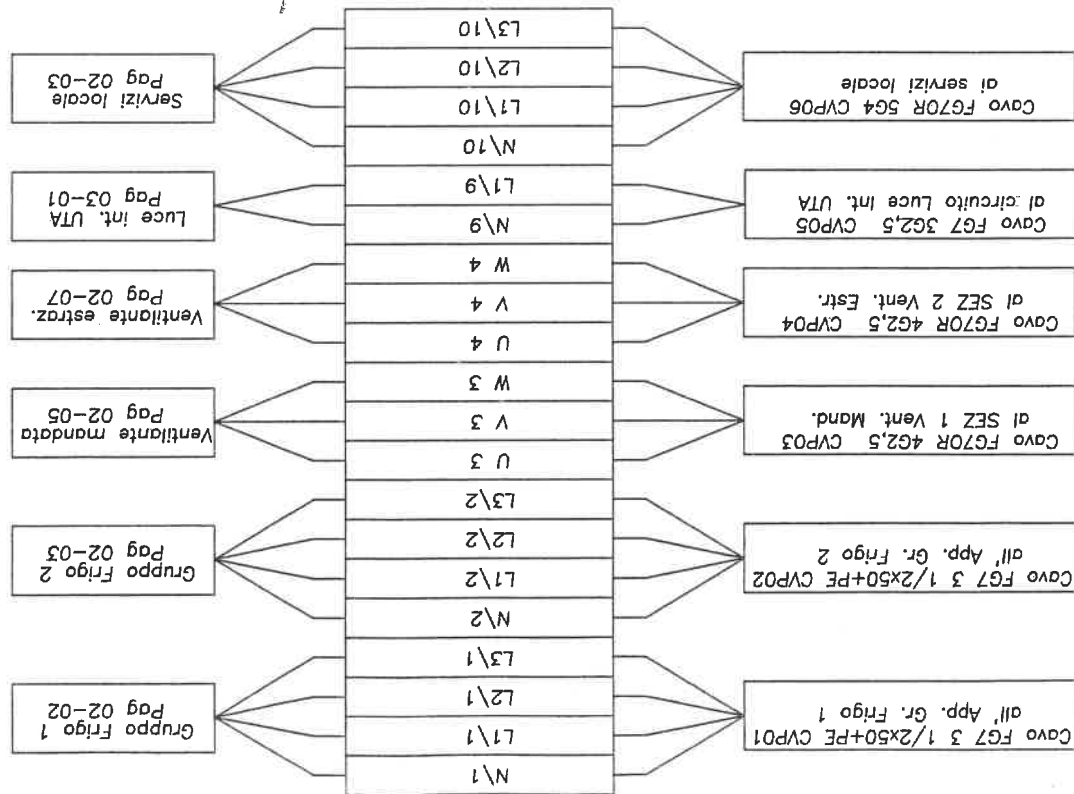 Cavo FG7 3 1/2x50+PE CVP01
all' App. Gr. Frigo 1
N\1
L1\1
L2\1
L3\1
Gruppo Frigo 1
Pag 02-02
Cavo FG7 3 1/2x50+PE CVP02
all' App. Gr. Frigo 2
N\2
L1\2
L2\2
L3\2
Gruppo Frigo 2
Pag 02-03
Cavo FG7OR 4G2,5 CVP03
al SEZ 1 Vent. Mand.
U 3
V 3
W 3
Ventilante mandata
Pag 02-05
Cavo FG7OR 4G2,5 CVP04
al SEZ 2 Vent. Estr.
U 4
V 4
W 4
Ventilante estraz.
Pag 02-07
Cavo FG7 3G2,5 CVP05
al circuito Luce Int. UTA
N\9
L1\9
Luce int. UTA
Pag 03-01
Cavo FG7OR 5G4 CVP06
ai servizi locale
N\10
L1\10
L2\10
L3\10
Servizi locale
Pag 02-03